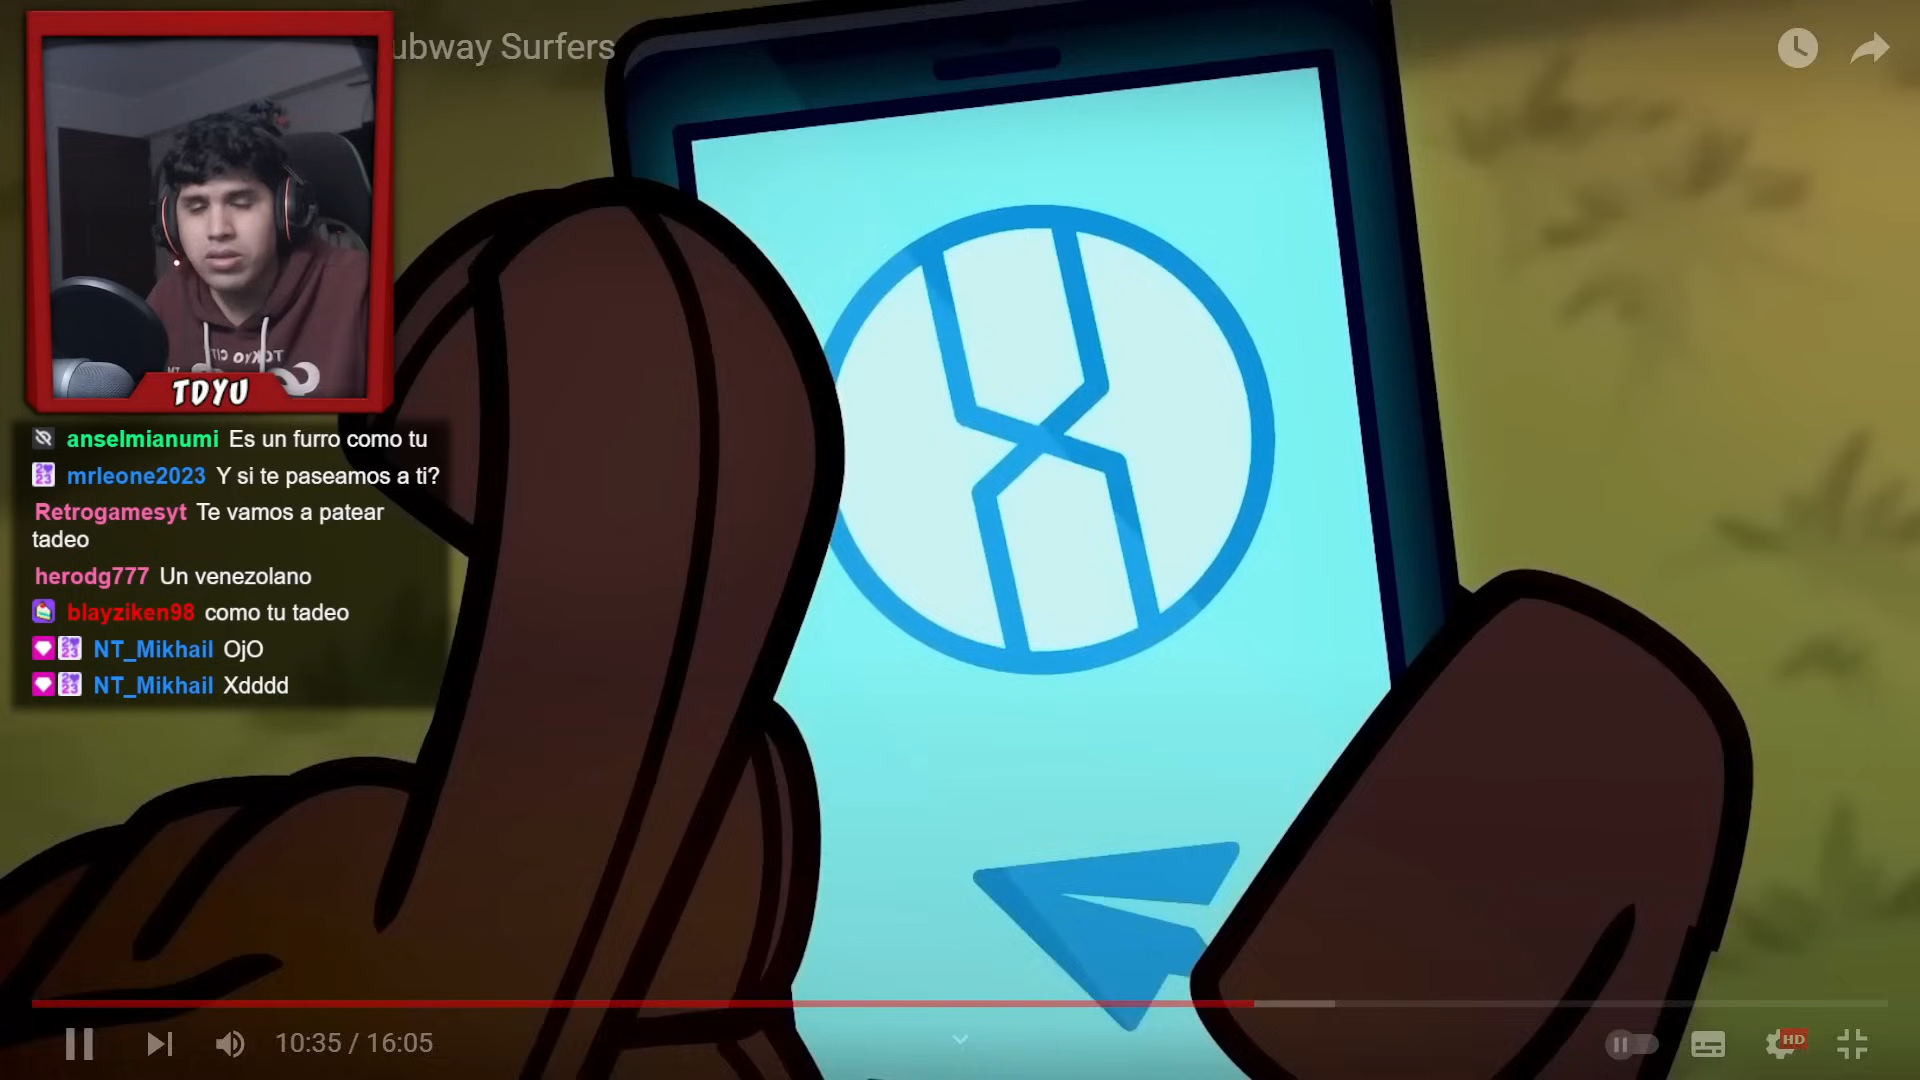 ubway Surfers
TDYU
anselmianumi Es un furro como tu
mrleone2023 Y si te paseamos a ti?
Retrogamesyt Te vamos a patear
tadeo
herodg777 Un venezolano
blayziken98 como tu tadeo
NT_Mikhail OjO
NT_Mikhail Xdddd
10:35 / 16:05
HD